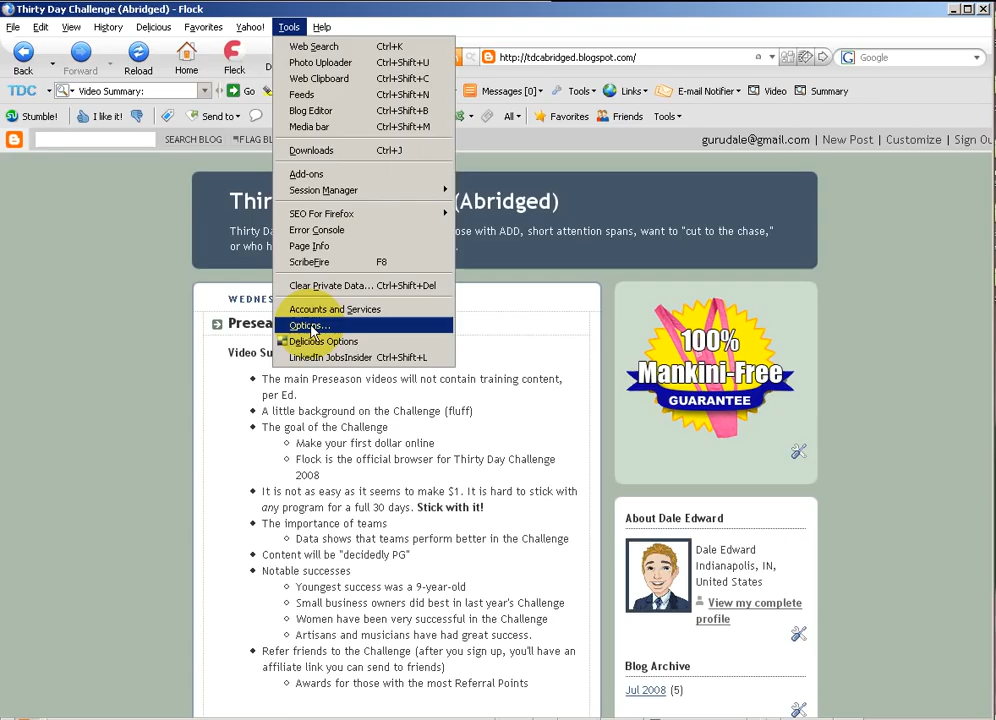 Thirty Day Challenge (Abridged) - Flock
File Edit View History Delicious Favorites Yahoo! Tools Help
Back Forward Reload Home Fleck http://tdcabridged.blogspot.com/ Google
TDC Video Summary: Go Messages [0] Tools Links E-mail Notifier Video Summary
Stumble! I like it! Send to All Favorites Friends Tools
SEARCH BLOG FLAG BL gurudale@gmail.com New Post Customize Sign Ou
Web Search Ctrl+K
Photo Uploader Ctrl+Shift+U
Web Clipboard Ctrl+Shift+C
Feeds Ctrl+Shift+N
Blog Editor Ctrl+Shift+B
Media bar Ctrl+Shift+M
Downloads Ctrl+J
Add-ons
Session Manager
SEO For Firefox
Error Console
Page Info
ScribeFire F8
Clear Private Data... Ctrl+Shift+Del
Accounts and Services
Options...
Delicious Options
LinkedIn JobsInsider Ctrl+Shift+L
Thir (Abridged)
Thirty Da ose with ADD, short attention spans, want to "cut to the chase,"
or who h
WEDNES
Presea
Video Su
The main Preseason videos will not contain training content,
per Ed.
A little background on the Challenge (fluff)
The goal of the Challenge
Make your first dollar online
Flock is the official browser for Thirty Day Challenge
2008
It is not as easy as it seems to make $1. It is hard to stick with
any program for a full 30 days. Stick with it!
The importance of teams
Data shows that teams perform better in the Challenge
Content will be "decidedly PG"
Notable successes
Youngest success was a 9-year-old
Small business owners did best in last year's Challenge
Women have been very successful in the Challenge
Artisans and musicians have had great success.
Refer friends to the Challenge (after you sign up, you'll have an
affiliate link you can send to friends)
Awards for those with the most Referral Points
100%
Mankini-Free
GUARANTEE
About Dale Edward
Dale Edward
Indianapolis, IN,
United States
View my complete
profile
Blog Archive
Jul 2008 (5)